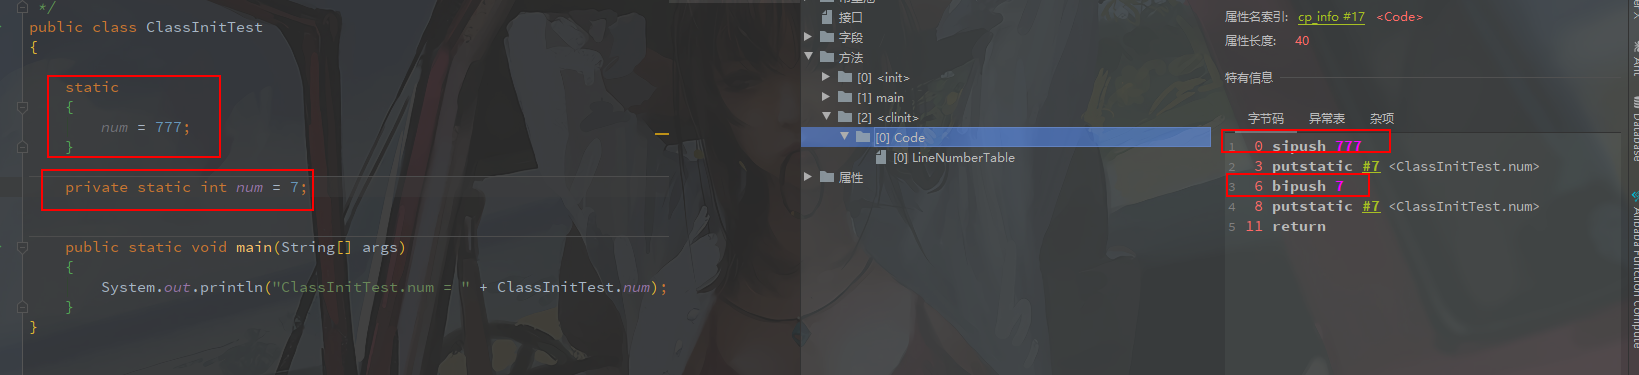 */
public class ClassInitTest
{
static
{
num = 777;
}
private static int num = 7;
public static void main(String[] args)
{
System.out.println("ClassInitTest.num = " + ClassInitTest.num);
}
}
接口
字段
方法
[0] <init>
[1] main
[2] <clinit>
[0] Code
[0] LineNumberTable
属性
属性名索引: cp_info #17 <Code>
属性长度: 40
特有信息
字节码 异常表 杂项
1 0 sipush 777
2 3 putstatic #7 <ClassInitTest.num>
3 6 bipush 7
4 8 putstatic #7 <ClassInitTest.num>
5 11 return
Ant
Database
Alibaba Function Compute